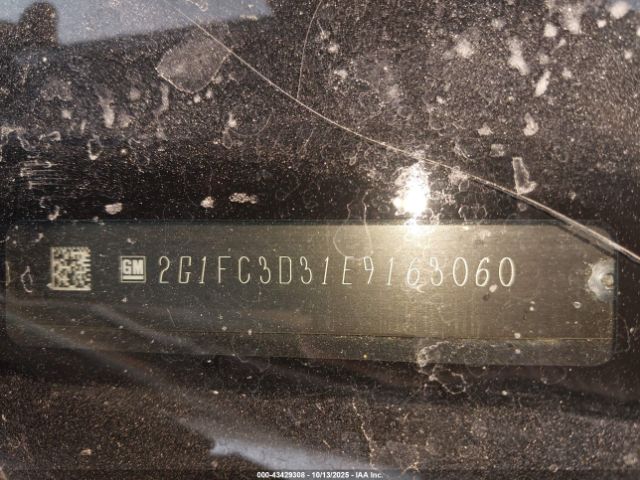 GM 2G1FC3D31E9163060
000-43429308 | 10/13/2025 | IAA Inc.